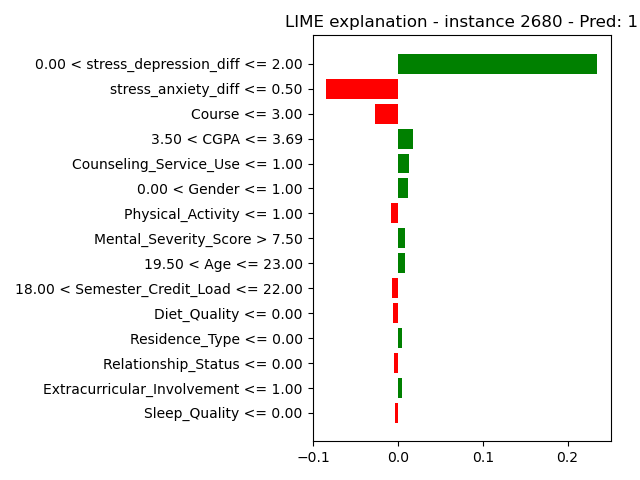 LIME explanation - instance 2680 - Pred: 1
0.00 < stress_depression_diff <= 2.00
stress_anxiety_diff <= 0.50
Course <= 3.00
3.50 < CGPA <= 3.69
Counseling_Service_Use <= 1.00
0.00 < Gender <= 1.00
Physical_Activity <= 1.00
Mental_Severity_Score > 7.50
19.50 < Age <= 23.00
18.00 < Semester_Credit_Load <= 22.00
Diet_Quality <= 0.00
Residence_Type <= 0.00
Relationship_Status <= 0.00
Extracurricular_Involvement <= 1.00
Sleep_Quality <= 0.00
−0.1 0.0 0.1 0.2